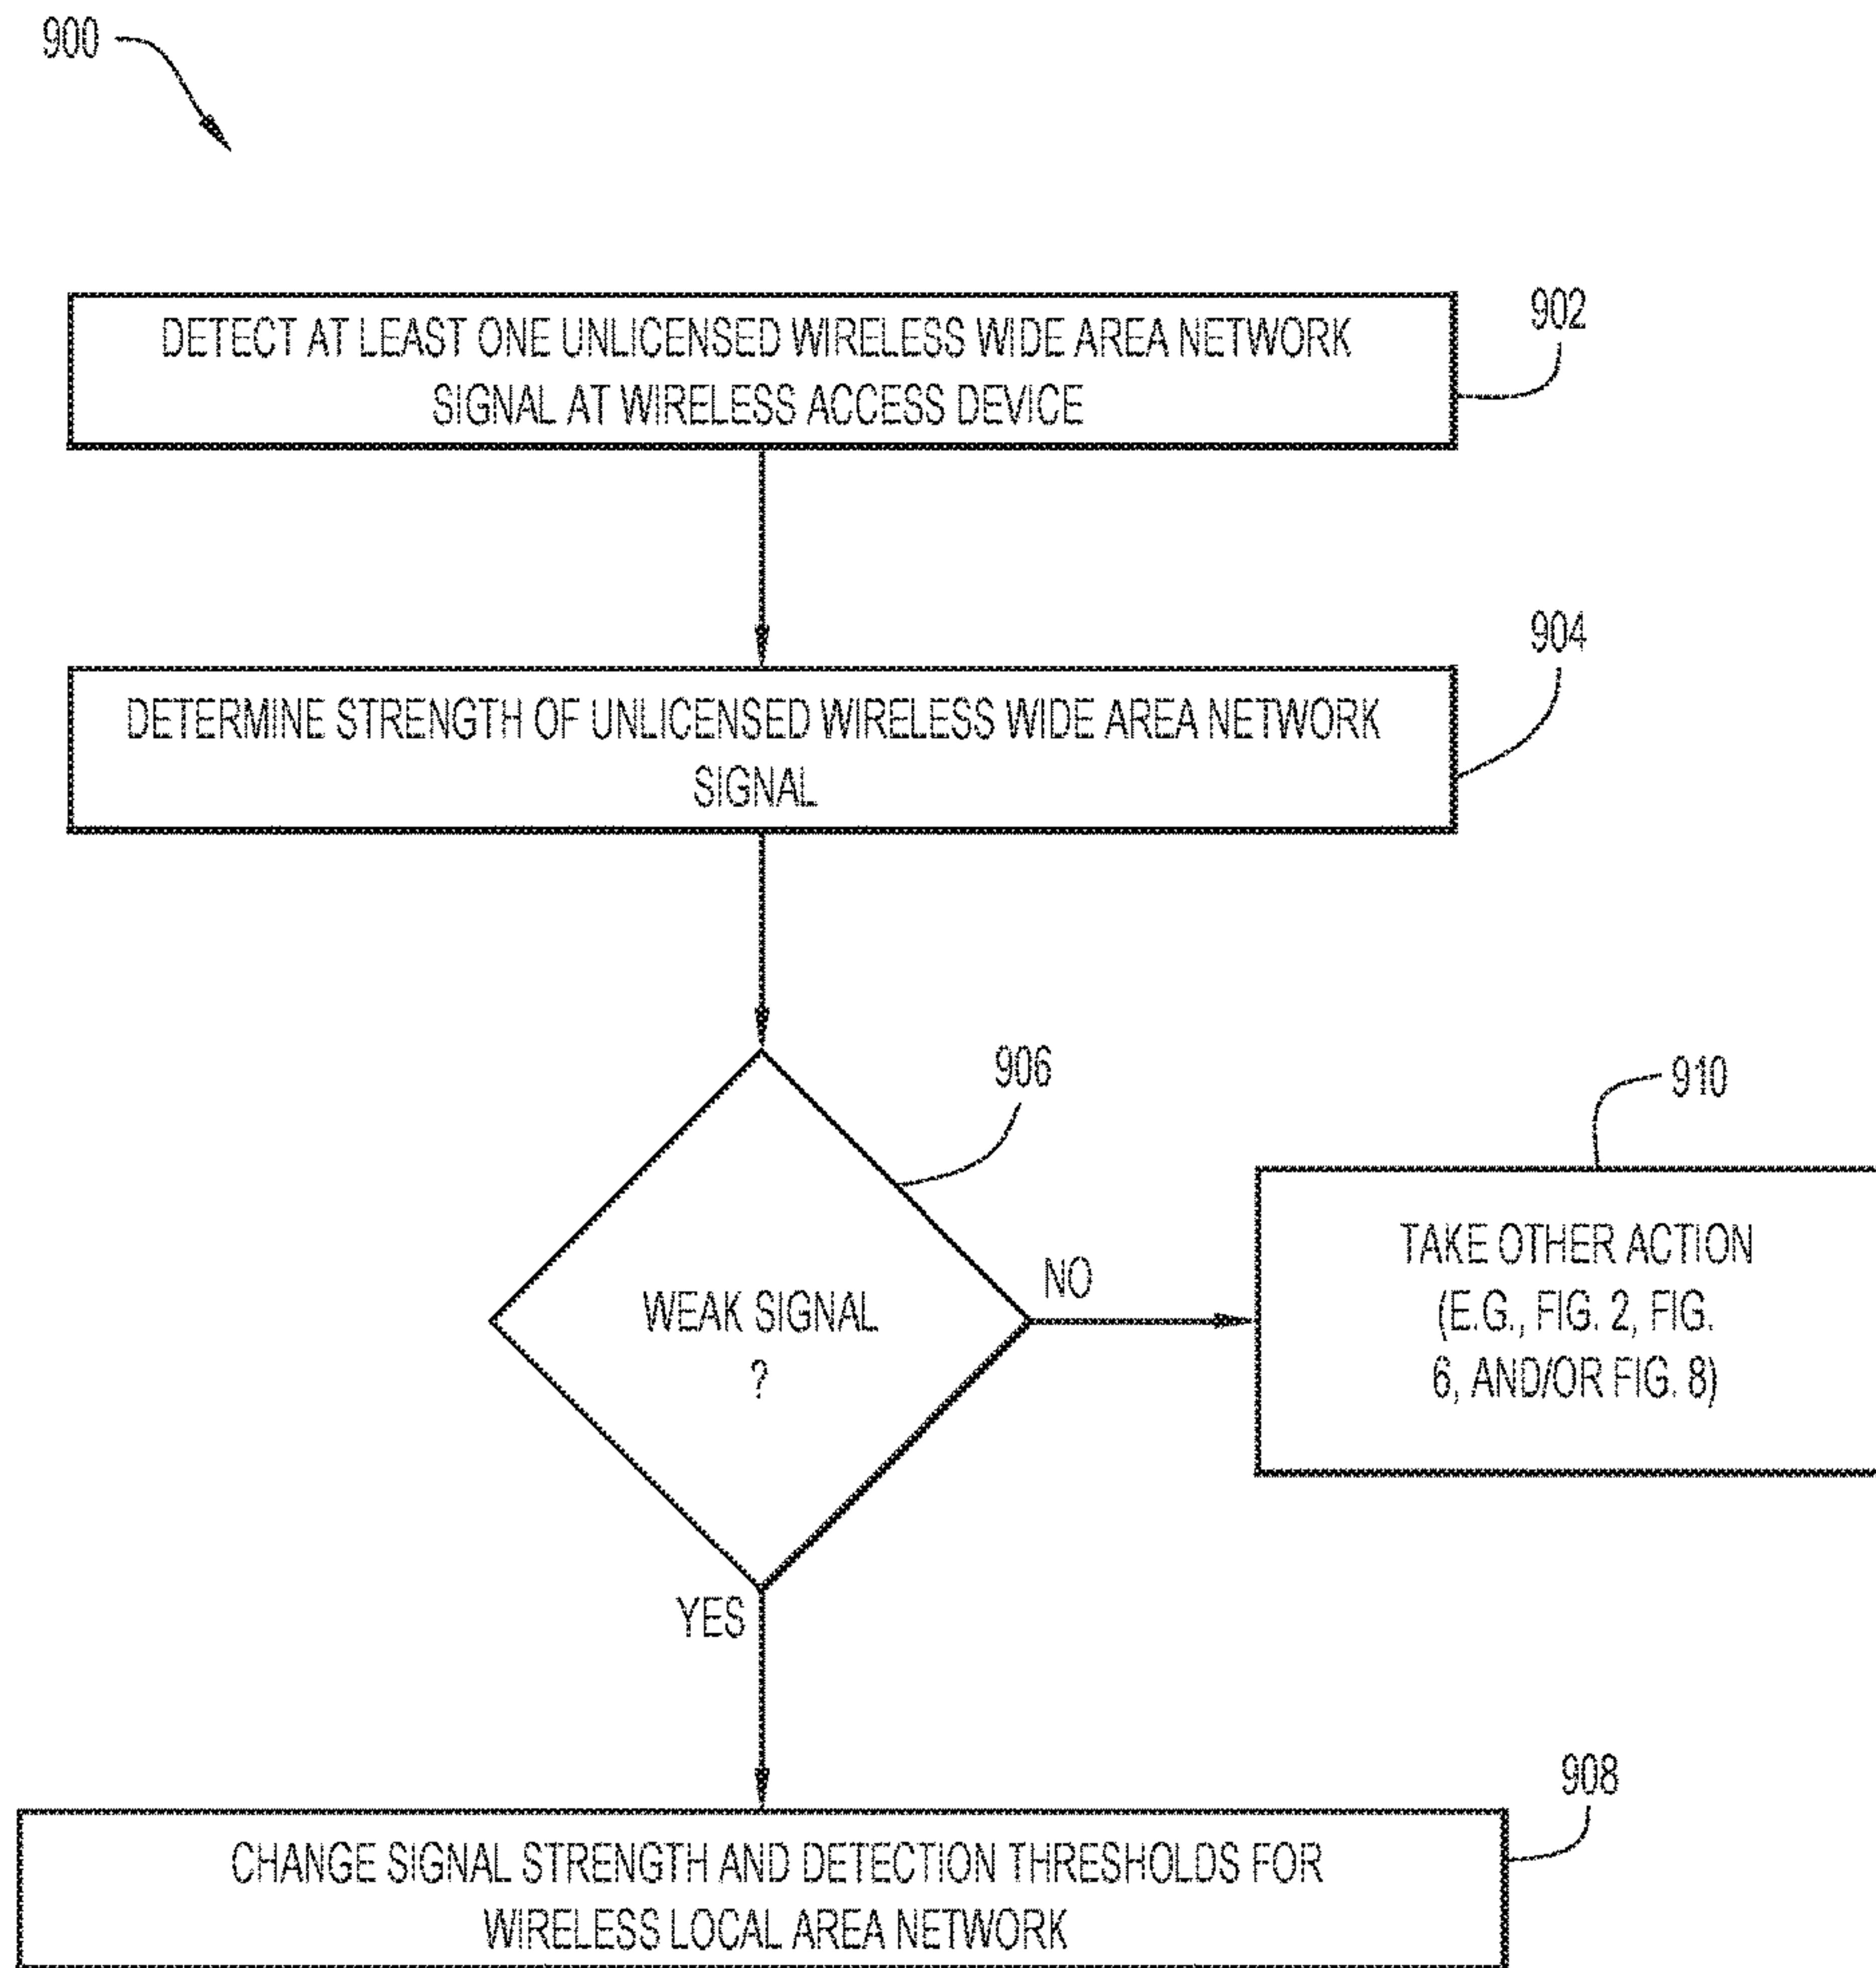 900
DETECT AT LEAST ONE UNLICENSED WIRELESS WIDE AREA NETWORK
SIGNAL AT WIRELESS ACCESS DEVICE
902
DETERMINE STRENGTH OF UNLICENSED WIRELESS WIDE AREA NETWORK
SIGNAL
904
WEAK SIGNAL
?
906
NO
TAKE OTHER ACTION
(E.G., FIG. 2, FIG.
6, AND/OR FIG. 8)
910
YES
CHANGE SIGNAL STRENGTH AND DETECTION THRESHOLDS FOR
WIRELESS LOCAL AREA NETWORK
908